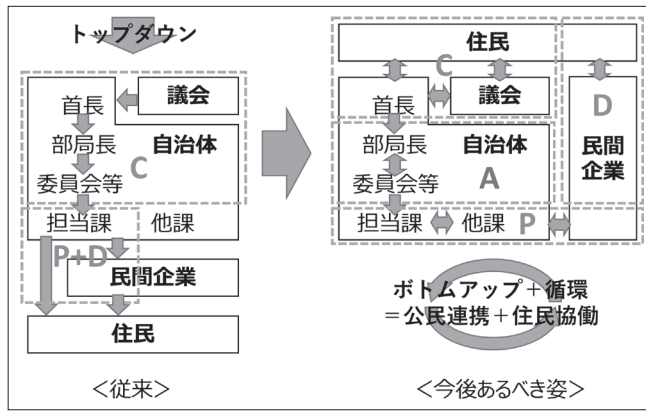 トップダウン
議会
首長
部局長
自治体
C
委員会等
担当課
他課
P+D
民間企業
住民
<従来>
住民
C
議会
首長
D
民間
企業
部局長
自治体
委員会等
A
担当課
他課
P
ボトムアップ+循環
=公民連携+住民協働
<今後あるべき姿>